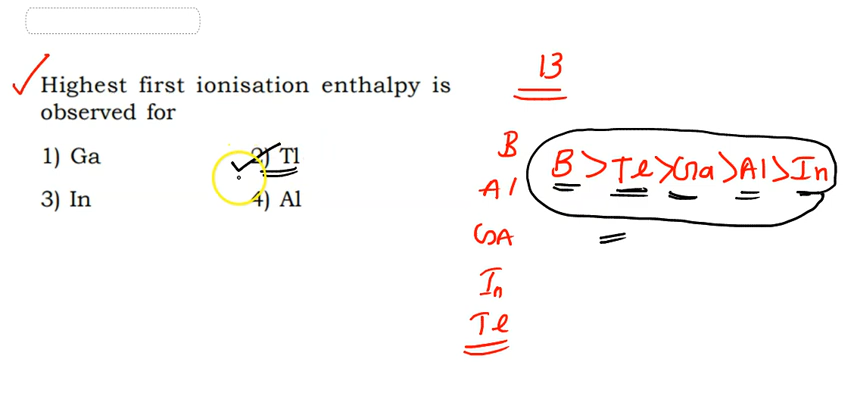 Highest first ionisation enthalpy is
observed for
1) Ga
2) Tl
3) In
4) Al
13
B
Al
GA
In
Tl
B > Tl > Ga > Al > In